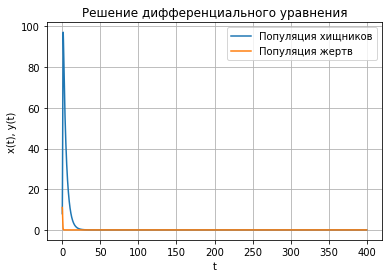 Решение дифференциального уравнения
Популяция хищников
Популяция жертв
x(t), y(t)
100
80
60
40
20
0
0 50 100 150 200 250 300 350 400
t